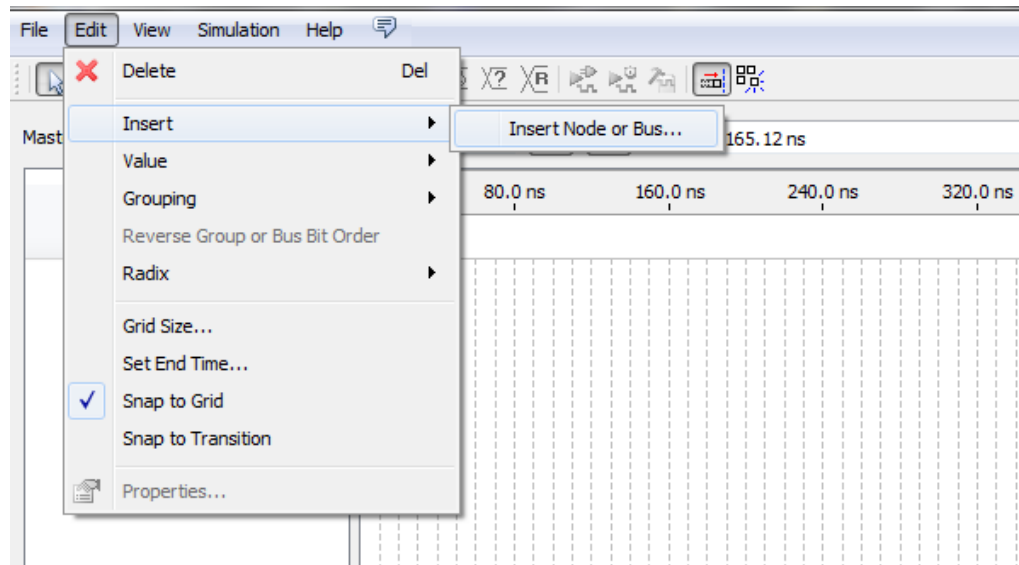 File Edit View Simulation Help
Delete Del
Insert
Insert Node or Bus...
Mast
165.12 ns
Value
80.0 ns 160.0 ns 240.0 ns 320.0 ns
Grouping
Reverse Group or Bus Bit Order
Radix
Grid Size...
Set End Time...
Snap to Grid
Snap to Transition
Properties...